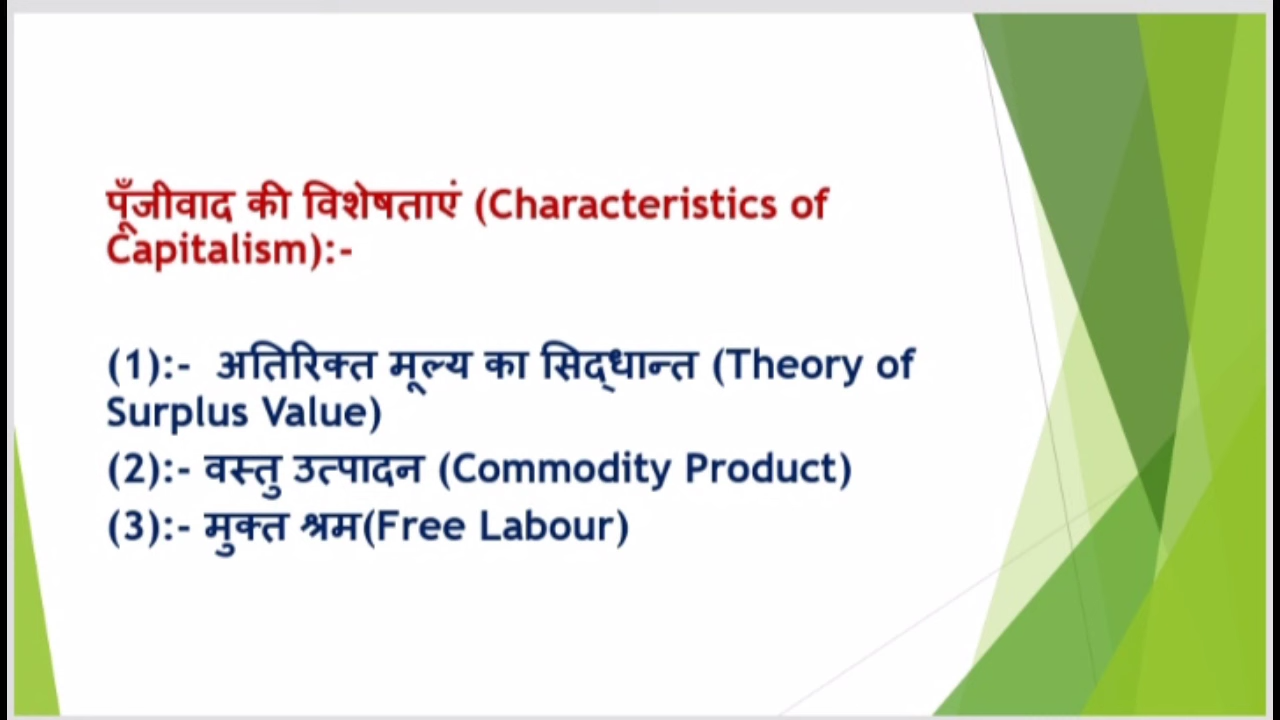 पूँजीवाद की विशेषताएं (Characteristics of
Capitalism):-
(1):- अतिरिक्त मूल्य का सिद्धान्त (Theory of
Surplus Value)
(2):- वस्तु उत्पादन (Commodity Product)
(3):- मुक्त श्रम(Free Labour)